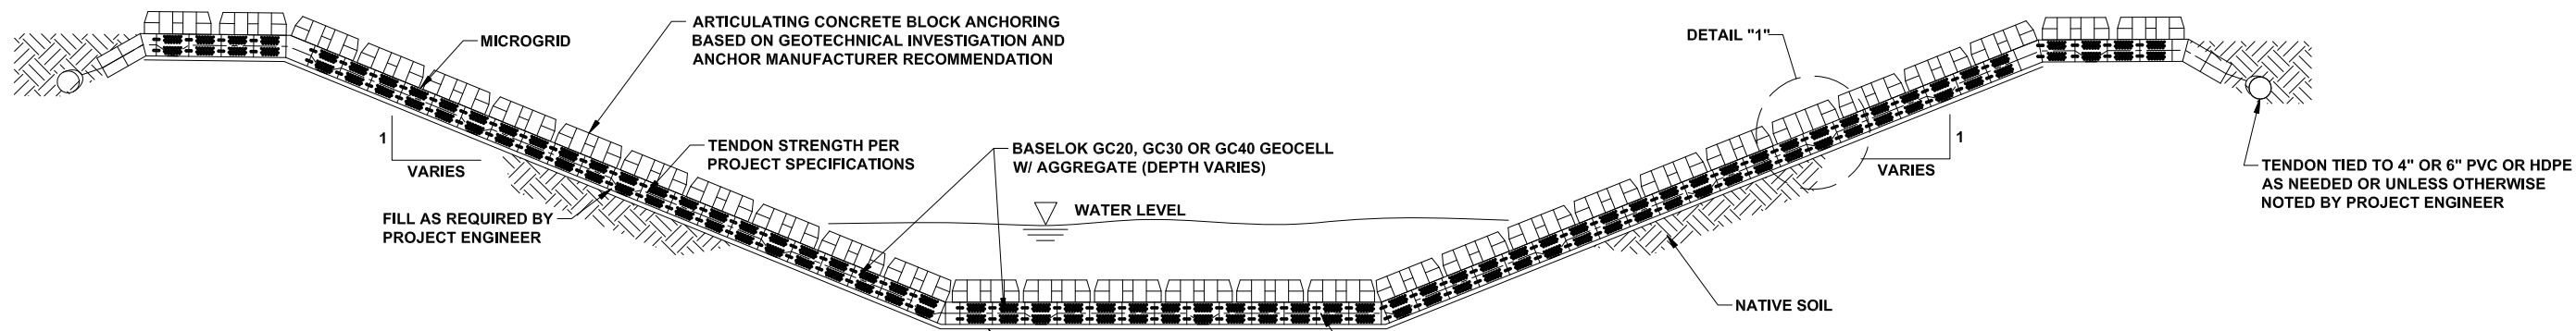 ARTICULATING CONCRETE BLOCK ANCHORING
BASED ON GEOTECHNICAL INVESTIGATION AND
ANCHOR MANUFACTURER RECOMMENDATION
MICROGRID
DETAIL "1"
1
VARIES
TENDON STRENGTH PER
PROJECT SPECIFICATIONS
BASELOK GC20, GC30 OR GC40 GEOCELL
W/ AGGREGATE (DEPTH VARIES)
1
VARIES
TENDON TIED TO 4" OR 6" PVC OR HDPE
AS NEEDED OR UNLESS OTHERWISE
NOTED BY PROJECT ENGINEER
FILL AS REQUIRED BY
PROJECT ENGINEER
WATER LEVEL
NATIVE SOIL